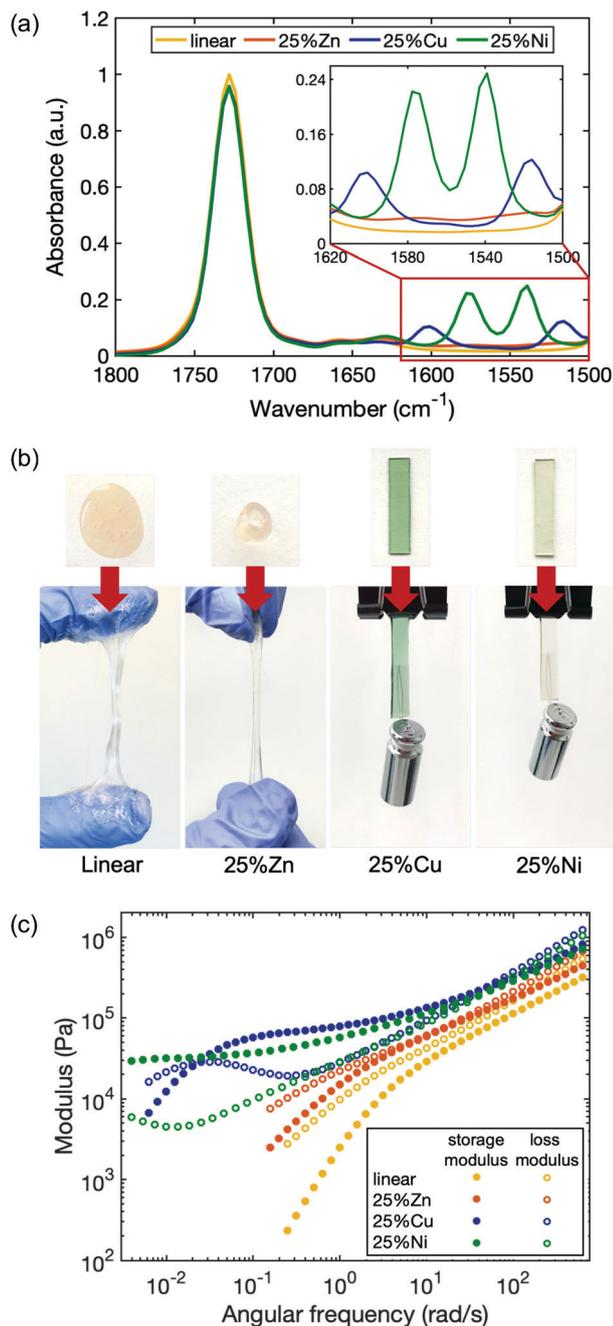 (a)
linear 25%Zn 25%Cu 25%Ni
1.2
1
0.8
0.6
0.4
0.2
0
Absorbance (a.u.)
0.24
0.16
0.08
0
1620 1580 1540 1500
1800 1750 1700 1650 1600 1550 1500
Wavenumber (cm⁻¹)
(b)
Linear 25%Zn 25%Cu 25%Ni
(c)
10⁶
10⁵
10⁴
10³
10²
Modulus (Pa)
storage modulus loss modulus
linear
25%Zn
25%Cu
25%Ni
10⁻² 10⁻¹ 10⁰ 10¹ 10²
Angular frequency (rad/s)